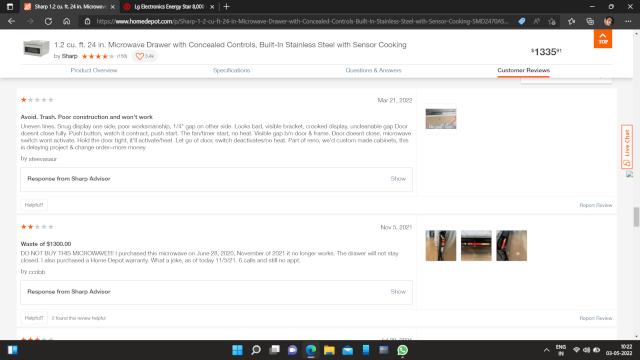 Sharp 1.2 cu. ft. 24 in. Microwav
Lg Electronics Energy Star 8,000
https://www.homedepot.com/p/Sharp-1-2-cu-ft-24-in-Microwave-Drawer-with-Concealed-Controls-Built-In-Stainless-Steel-with-Sensor-Cooking-SMD2470AS...
1.2 cu. ft. 24 in. Microwave Drawer with Concealed Controls, Built-In Stainless Steel with Sensor Cooking
by Sharp
3.4k
$1335
TOP
Product Overview
Specifications
Questions & Answers
Customer Reviews
Mar 21, 2022
Avoid. Trash. Poor construction and won't work
Uneven lines. Snug display one side, poor worksmanship, 1/4" gap on other side. Looks bad, visible bracket, crooked display, uncleanable gap Door
doesnt close fully. Push button, watch it contract, push start. The fan/timer start, no heat. Visible gap b/n door & frame. Door doesnt close, microwave
switch wont activate. Hold the door tight, it'll activate/heat. Let go of door, switch deactivates/no heat. Part of reno, we'd custom made cabinets, this
is delaying project & change order=more money
by steevasaur
Response from Sharp Advisor
Show
Helpful?
Report Review
Live Chat
Nov 5, 2021
Waste of $1300.00
DO NOT BUY THIS MICROWAVE!!!! I purchased this microwave on June 28, 2020, November of 2021 it no longer works. The drawer will not stay
closed. I also purchased a Home Depot warranty. What a joke, as of today 11/5/21. 6 calls and still no appt.
by ccribb
Response from Sharp Advisor
Show
Helpful?
2 found this review helpful
Report Review
ENG
IN
10:22
03-05-2022